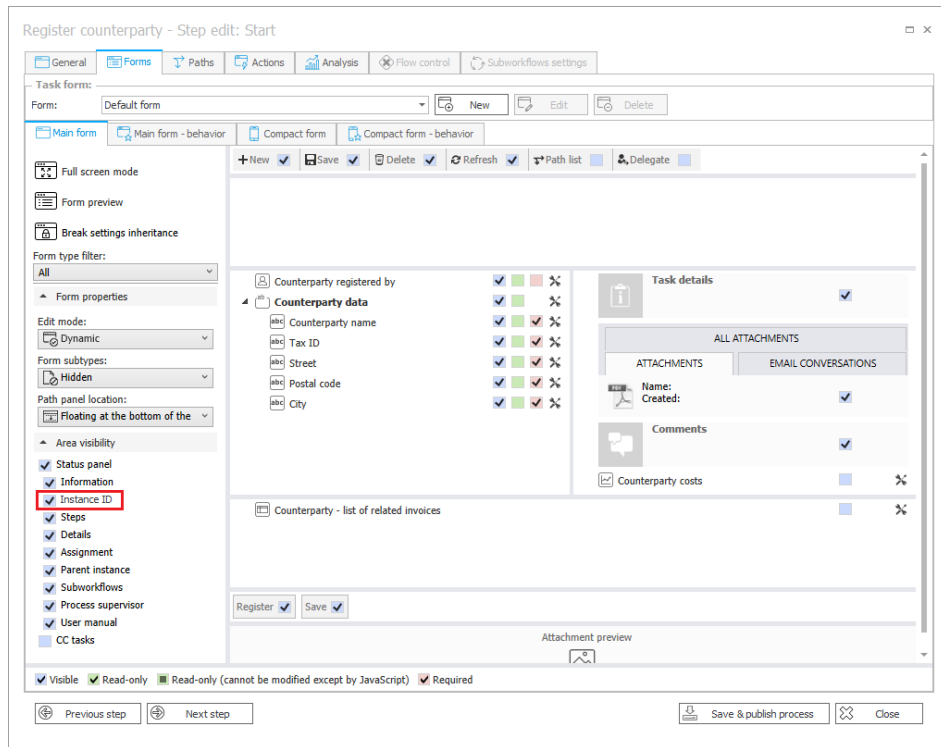 Register counterparty - Step edit: Start
General Forms Paths Actions Analysis Flow control Subworkflows settings
Task form:
Form: Default form New Edit Delete
Main form Main form - behavior Compact form Compact form - behavior
New Save Delete Refresh Path list Delegate
Full screen mode
Form preview
Break settings inheritance
Form type filter:
All
Form properties
Edit mode:
Dynamic
Form subtypes:
Hidden
Path panel location:
Floating at the bottom of the
Area visibility
Status panel
Information
Instance ID
Steps
Details
Assignment
Parent instance
Subworkflows
Process supervisor
User manual
CC tasks
Counterparty registered by
Counterparty data
abc Counterparty name
abc Tax ID
abc Street
abc Postal code
abc City
Task details
ALL ATTACHMENTS
ATTACHMENTS EMAIL CONVERSATIONS
PDF Name:
Created:
Comments
Counterparty costs
Counterparty - list of related invoices
Register Save
Attachment preview
Visible Read-only Read-only (cannot be modified except by JavaScript) Required
Previous step Next step Save & publish process Close